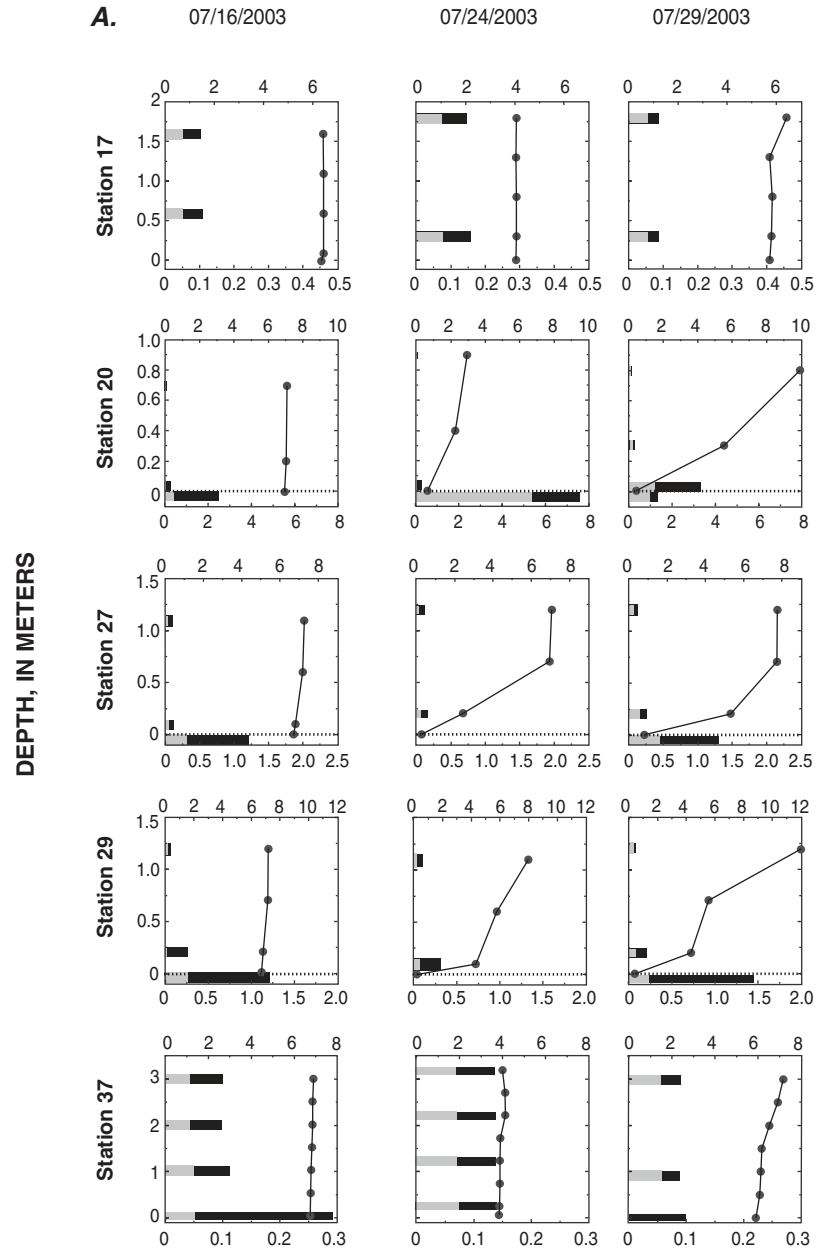 A. 07/16/2003 07/24/2003 07/29/2003
0 2 4 6 0 2 4 6 0 2 4 6
Station 17
2
1.5
1.0
0.5
0
0 0.1 0.2 0.3 0.4 0.5 0 0.1 0.2 0.3 0.4 0.5 0 0.1 0.2 0.3 0.4 0.5
0 2 4 6 8 10 0 2 4 6 8 10 0 2 4 6 8 10
Station 20
1.0
0.8
0.6
0.4
0.2
0
0 2 4 6 8 0 2 4 6 8 0 2 4 6 8
DEPTH, IN METERS
0 2 4 6 8 0 2 4 6 8 0 2 4 6 8
Station 27
1.5
1.0
0.5
0
0.0 0.5 1.0 1.5 2.0 2.5 0 0.5 1.0 1.5 2.0 2.5 0.0 0.5 1.0 1.5 2.0 2.5
0 2 4 6 8 10 12 0 2 4 6 8 10 12 0 2 4 6 8 10 12
Station 29
1.5
1.0
0.5
0
0 0.5 1.0 1.5 2.0 0.0 0.5 1.0 1.5 2.0 0 0.5 1.0 1.5 2.0
0 2 4 6 8 0 2 4 6 8 0 2 4 6 8
Station 37
3
2
1
0
0 0.1 0.2 0.3 0 0.1 0.2 0.3 0 0.1 0.2 0.3